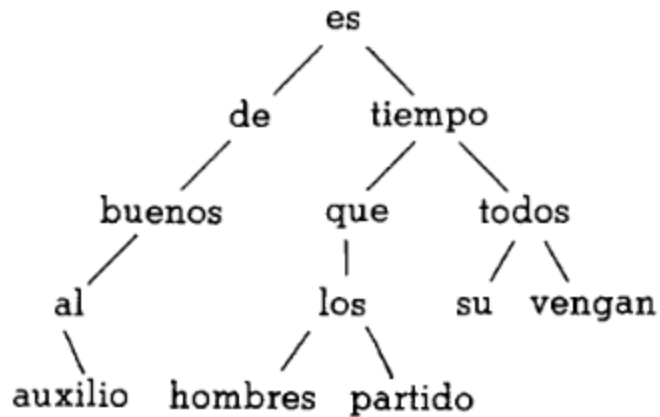 es
de tiempo
buenos que todos
al los su vengan
auxilio hombres partido